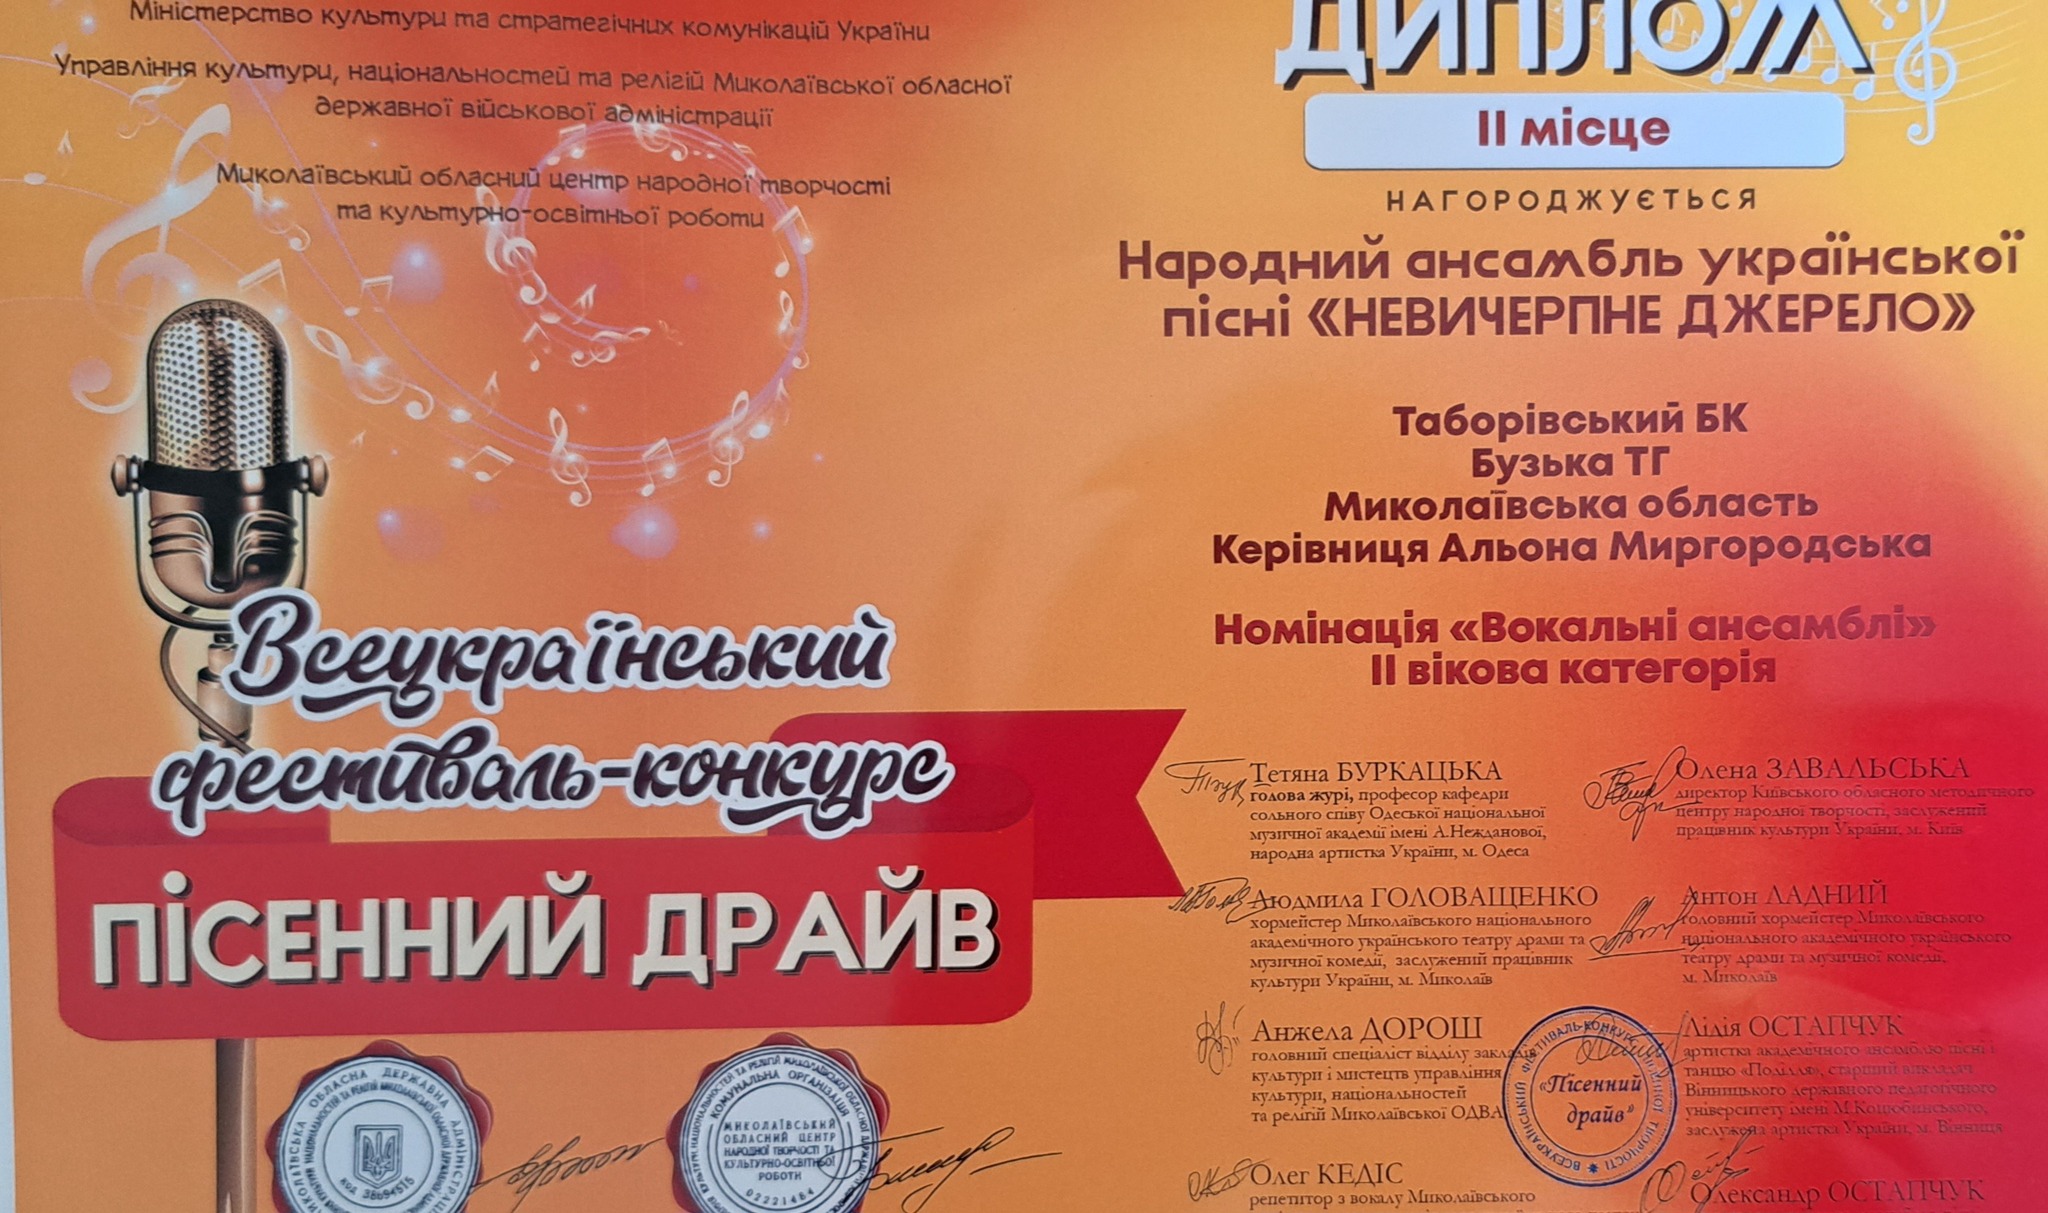 Міністерство культури та стратегічних комунікацій України
Управління культури, національностей та релігій Миколаївської обласної
державної військової адміністрації
Миколаївський обласний центр народної творчості
та культурно-освітньої роботи
Всеукраїнський
фестиваль-конкурс
ПІСЕННИЙ ДРАЙВ
МИКОЛАЇВСЬКИЙ
ОБЛАСНИЙ ЦЕНТР
НАРОДНОЇ ТВОРЧОСТІ
ТА КУЛЬТУРНО-ОСВІТНЬОЇ
РОБОТИ
02221484
КОМУНАЛЬНА ОРГАНІЗАЦІЯ
КОД 38694515
ДИПЛОМ
ІІ місце
НАГОРОДЖУЄТЬСЯ
Народний ансамбль української
пісні «НЕВИЧЕРПНЕ ДЖЕРЕЛО»
Таборівський БК
Бузька ТГ
Миколаївська область
Керівниця Альона Миргородська
Номінація «Вокальні ансамблі»
ІІ вікова категорія
Тетяна БУРКАЦЬКА
голова журі, професор кафедри
сольного співу Одеської національної
музичної академії імені А.Нежданової,
народна артистка України, м. Одеса
Олена ЗАВАЛЬСЬКА
директор Київського обласного методичного
центру народної творчості, заслужений
працівник культури України, м. Київ
Людмила ГОЛОВАЩЕНКО
хормейстер Миколаївського національного
академічного українського театру драми та
музичної комедії, заслужений працівник
культури України, м. Миколаїв
Антон ЛАДНИЙ
головний хормейстер Миколаївського
національного академічного українського
театру драми та музичної комедії,
м. Миколаїв
Анжела ДОРОШ
головний спеціаліст відділу закладів
культури і мистецтв управління
культури, національностей
та релігій Миколаївської ОДВА
«Пісенний
драйв»
Лідія ОСТАПЧУК
артистка академічного ансамблю пісні і
танцю «Поділля», старший викладач
Вінницького державного педагогічного
університету імені М.Коцюбинського,
заслужена артистка України, м. Вінниця
Олег КЕДІС
репетитор з вокалу Миколаївського
Олександр ОСТАПЧУК